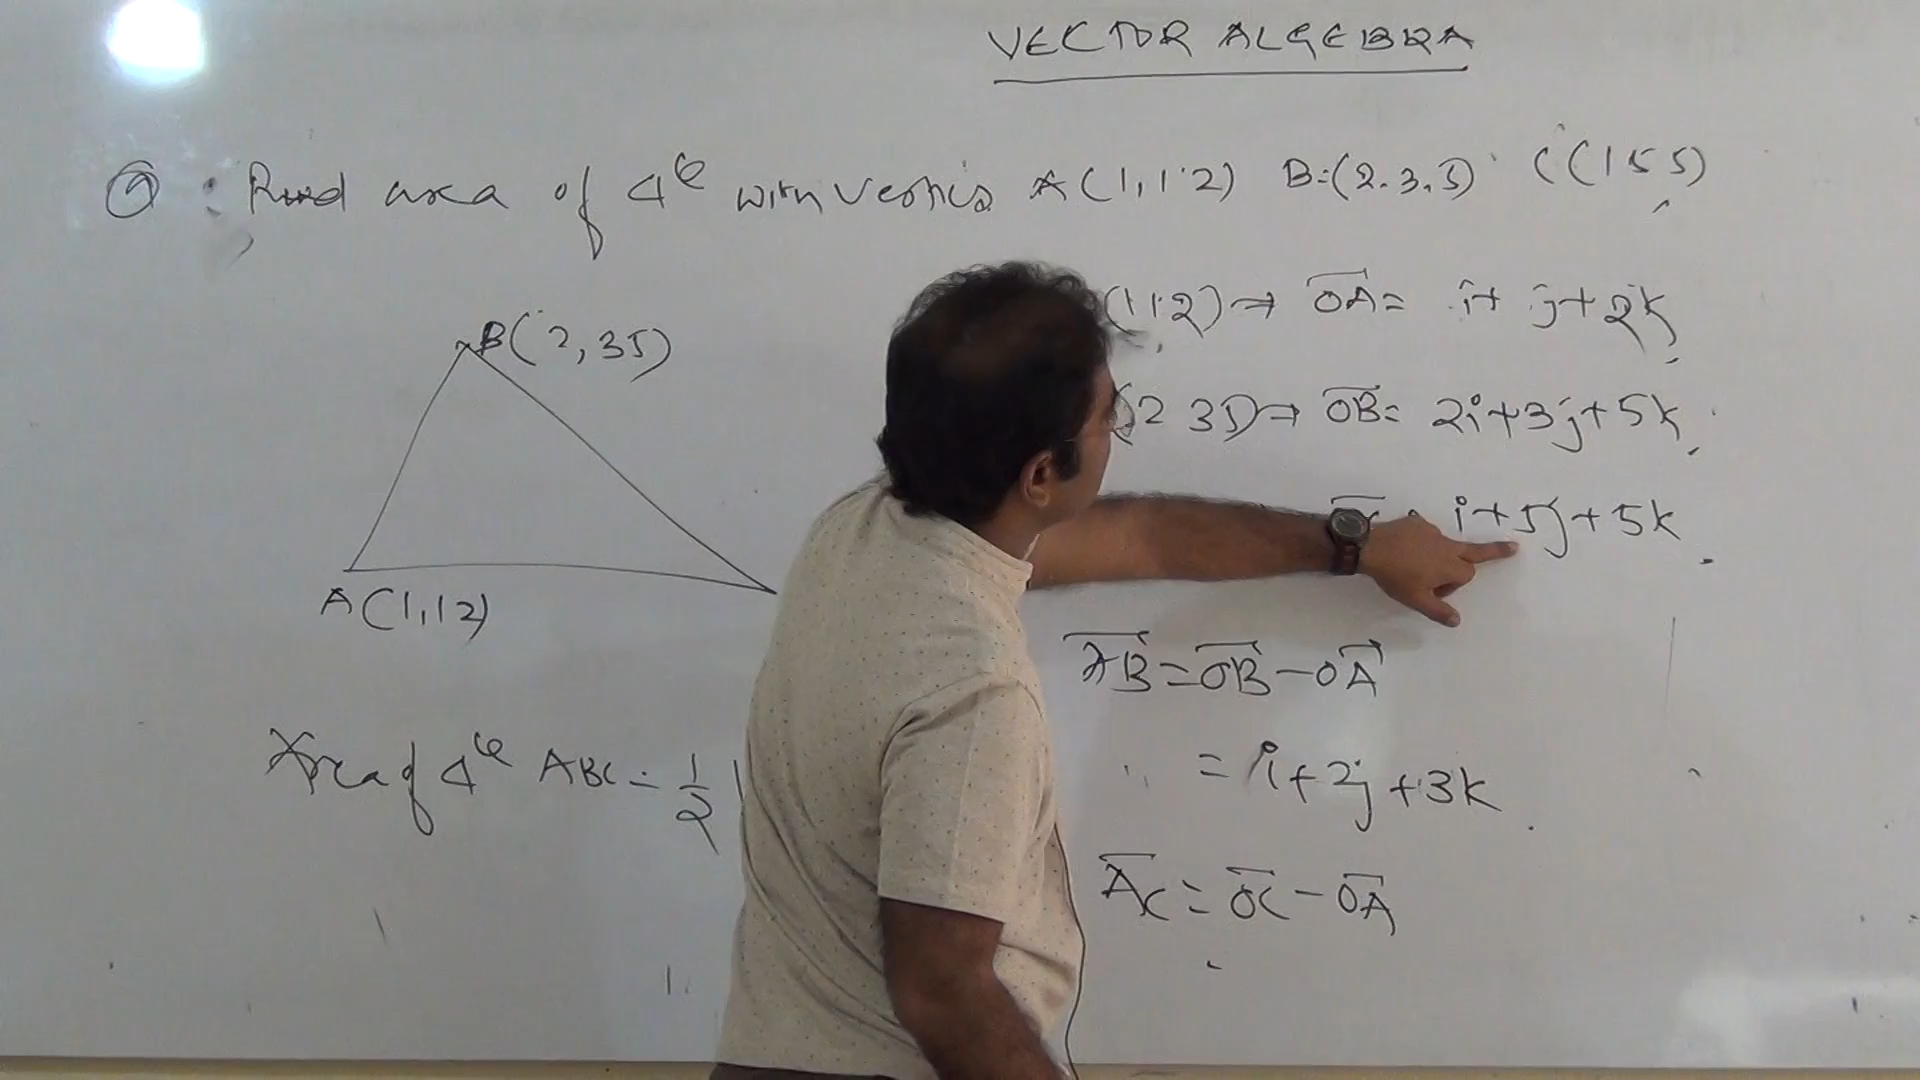 VECTOR ALGEBRA
Q : Find area of Δle with vertices A(1,1,2) B=(2.3.5) C(1 5 5)
(1 1.2) → OA = i + j + 2k
B(2, 3 5)
(2 3 5) → OB = 2i + 3j + 5k
i + 5j + 5k
A(1,1 2)
AB = OB - OA
Area of Δle ABC = 1/2 |
= i + 2j + 3k
AC = OC - OA